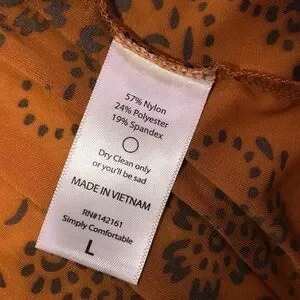 57% Nylon
24% Polyester
19% Spandex
Dry Clean only
or you'll be sad
MADE IN VIETNAM
RN#142161
Simply Comfortable
L